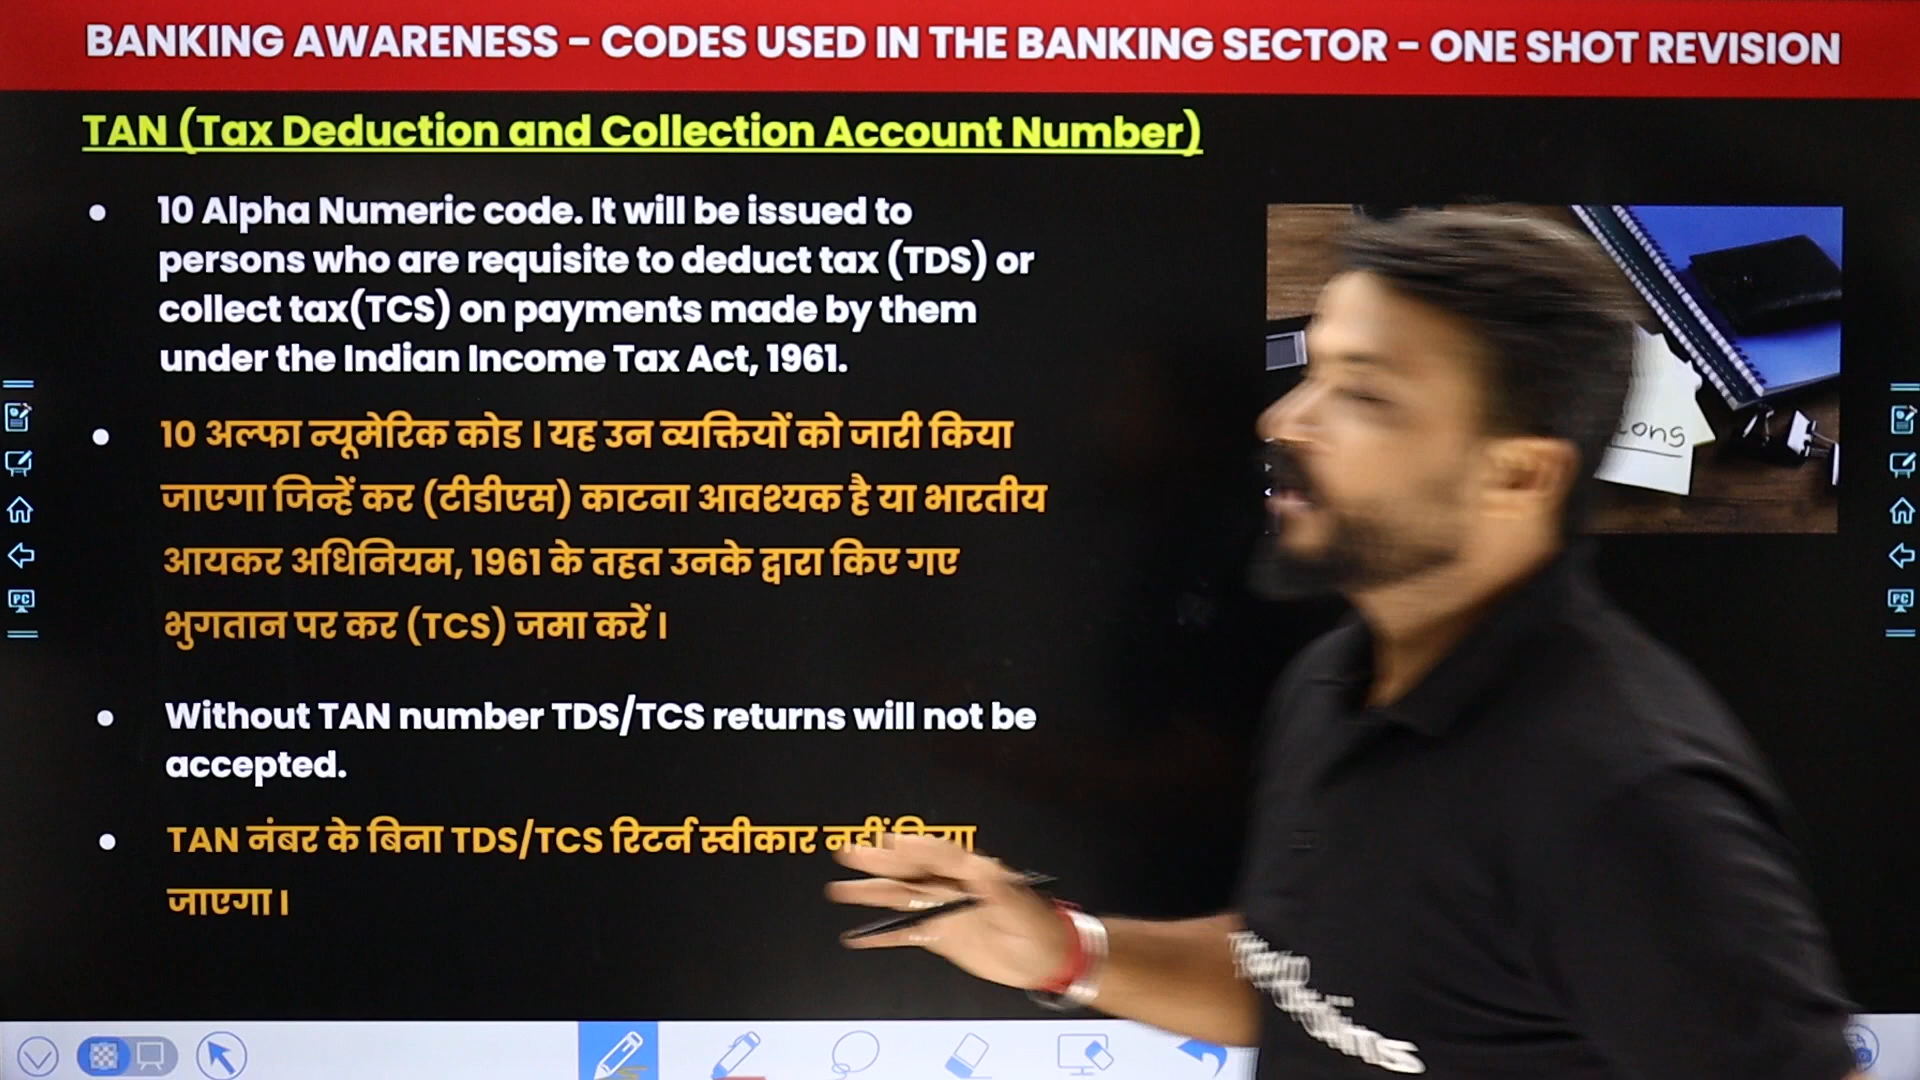 BANKING AWARENESS – CODES USED IN THE BANKING SECTOR – ONE SHOT REVISION
TAN (Tax Deduction and Collection Account Number)
• 10 Alpha Numeric code. It will be issued to
persons who are requisite to deduct tax (TDS) or
collect tax(TCS) on payments made by them
under the Indian Income Tax Act, 1961.
• 10 अल्फा न्यूमेरिक कोड । यह उन व्यक्तियों को जारी किया
जाएगा जिन्हें कर (टीडीएस) काटना आवश्यक है या भारतीय
आयकर अधिनियम, 1961 के तहत उनके द्वारा किए गए
भुगतान पर कर (TCS) जमा करें ।
• Without TAN number TDS/TCS returns will not be
accepted.
• TAN नंबर के बिना TDS/TCS रिटर्न स्वीकार नहीं किया
जाएगा ।
PC
PC